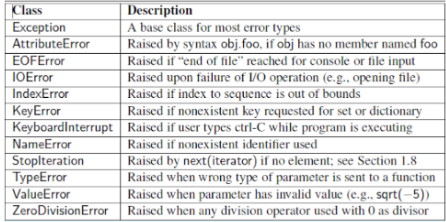 Class Description
Exception A base class for most error types
AttributeError Raised by syntax obj.foo, if obj has no member named foo
EOFError Raised if “end of file” reached for console or file input
IOError Raised upon failure of I/O operation (e.g., opening file)
IndexError Raised if index to sequence is out of bounds
KeyError Raised if nonexistent key requested for set or dictionary
KeyboardInterrupt Raised if user types ctrl-C while program is executing
NameError Raised if nonexistent identifier used
StopIteration Raised by next(iterator) if no element; see Section 1.8
TypeError Raised when wrong type of parameter is sent to a function
ValueError Raised when parameter has invalid value (e.g., sqrt(−5))
ZeroDivisionError Raised when any division operator used with 0 as divisor